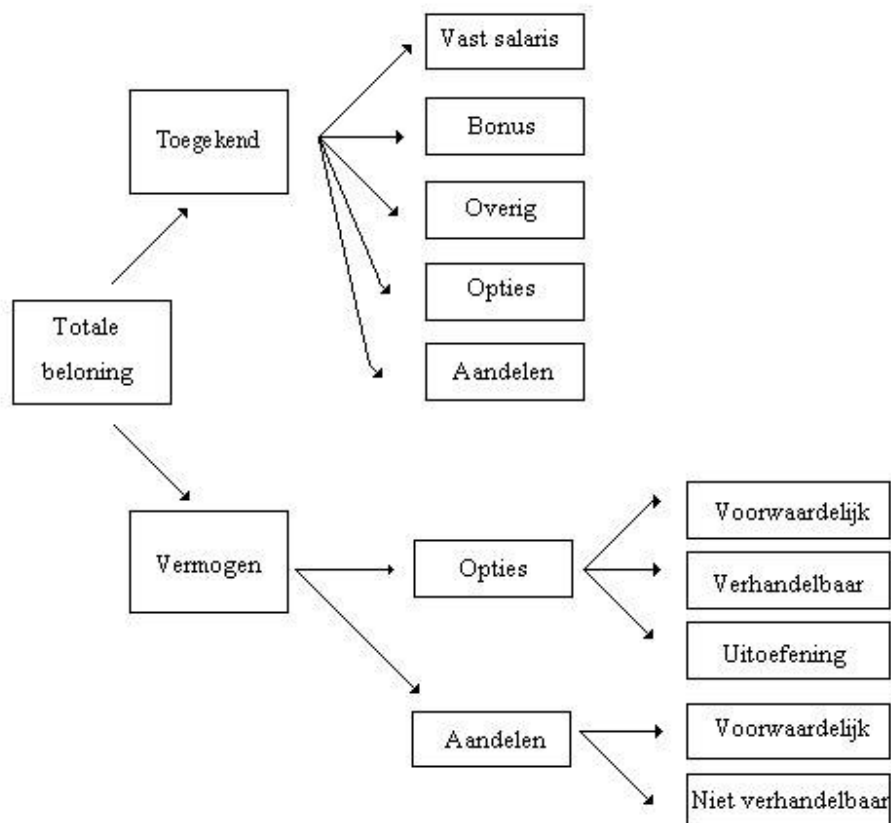 Vast salaris
Toegekend
Bonus
Overig
Opties
Aandelen
Totale
beloning
Vermogen
Opties
Voorwaardelijk
Verhandelbaar
Uitoefening
Aandelen
Voorwaardelijk
Niet verhandelbaar